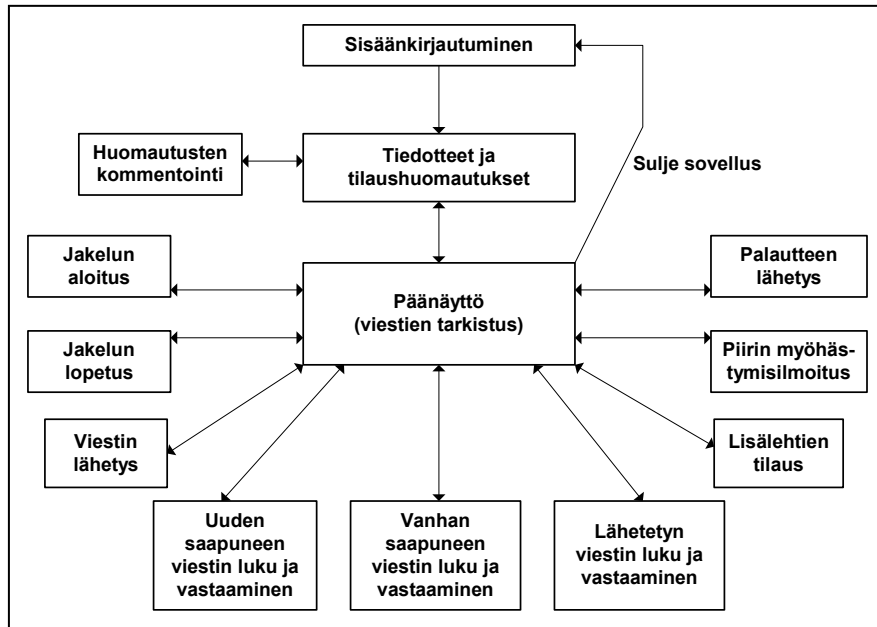 Sisäänkirjautuminen
Huomautusten
kommentointi
Tiedotteet ja
tilaushuomautukset
Sulje sovellus
Jakelun
aloitus
Päänäyttö
(viestien tarkistus)
Palautteen
lähetys
Jakelun
lopetus
Piirin myöhäs-
tymisilmoitus
Viestin
lähetys
Lisälehtien
tilaus
Uuden
saapuneen
viestin luku ja
vastaaminen
Vanhan
saapuneen
viestin luku ja
vastaaminen
Lähetetyn
viestin luku ja
vastaaminen